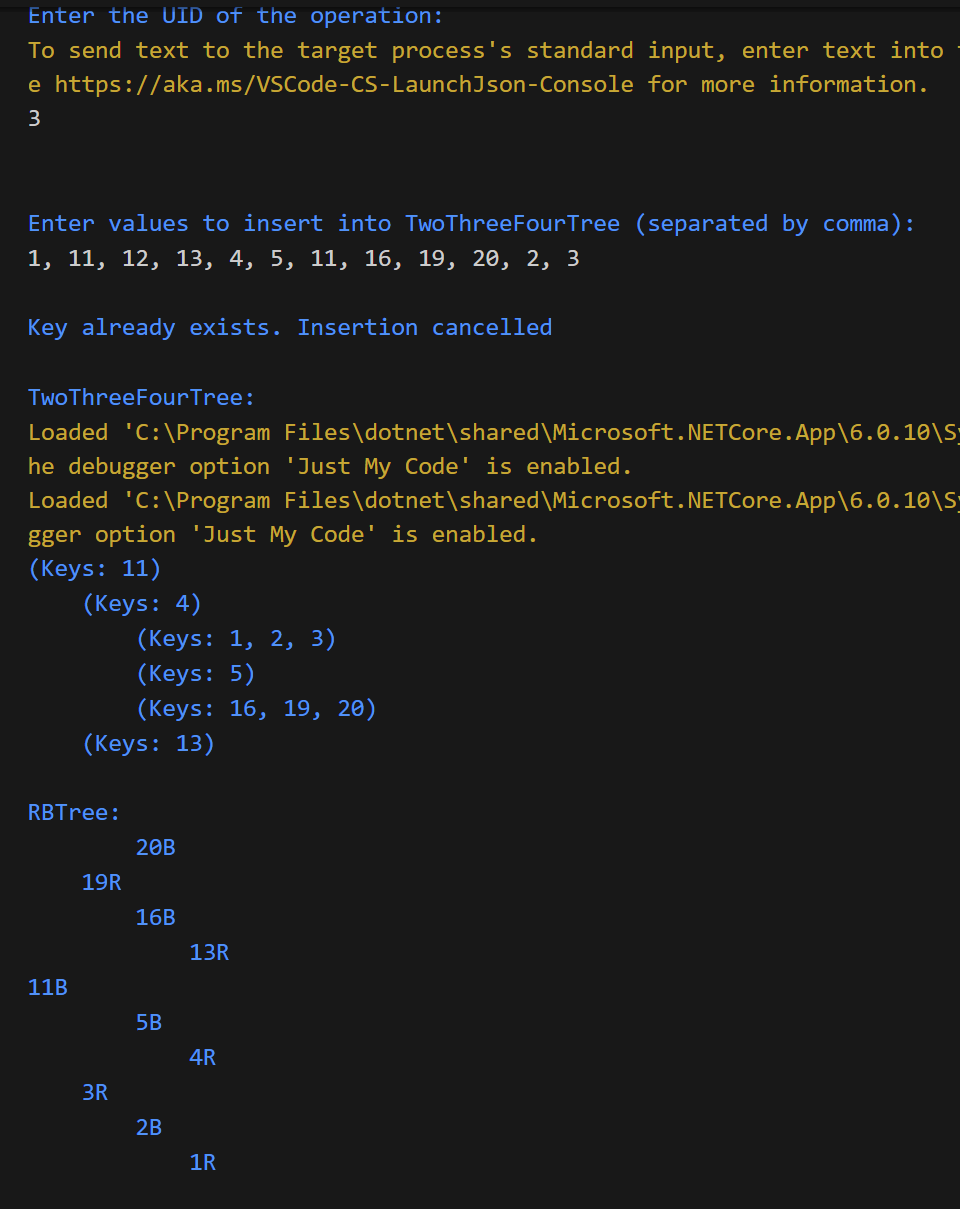 Enter the UID of the operation:
To send text to the target process's standard input, enter text into
e https://aka.ms/VSCode-CS-LaunchJson-Console for more information.
3
Enter values to insert into TwoThreeFourTree (separated by comma):
1, 11, 12, 13, 4, 5, 11, 16, 19, 20, 2, 3
Key already exists. Insertion cancelled
TwoThreeFourTree:
Loaded 'C:\Program Files\dotnet\shared\Microsoft.NETCore.App\6.0.10\Sy
he debugger option 'Just My Code' is enabled.
Loaded 'C:\Program Files\dotnet\shared\Microsoft.NETCore.App\6.0.10\Sy
gger option 'Just My Code' is enabled.
(Keys: 11)
    (Keys: 4)
        (Keys: 1, 2, 3)
        (Keys: 5)
        (Keys: 16, 19, 20)
    (Keys: 13)
RBTree:
        20B
    19R
        16B
            13R
11B
        5B
            4R
    3R
        2B
            1R